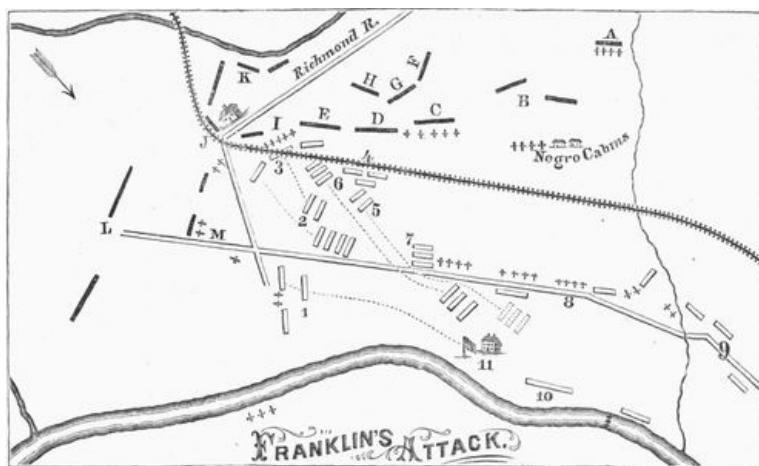 A
K
Richmond R.
H
G
F
B
I
E
D
C
J
3
4
Negro Cabins
6
5
2
7
L
M
1
8
9
11
10
FRANKLIN'S ATTACK.